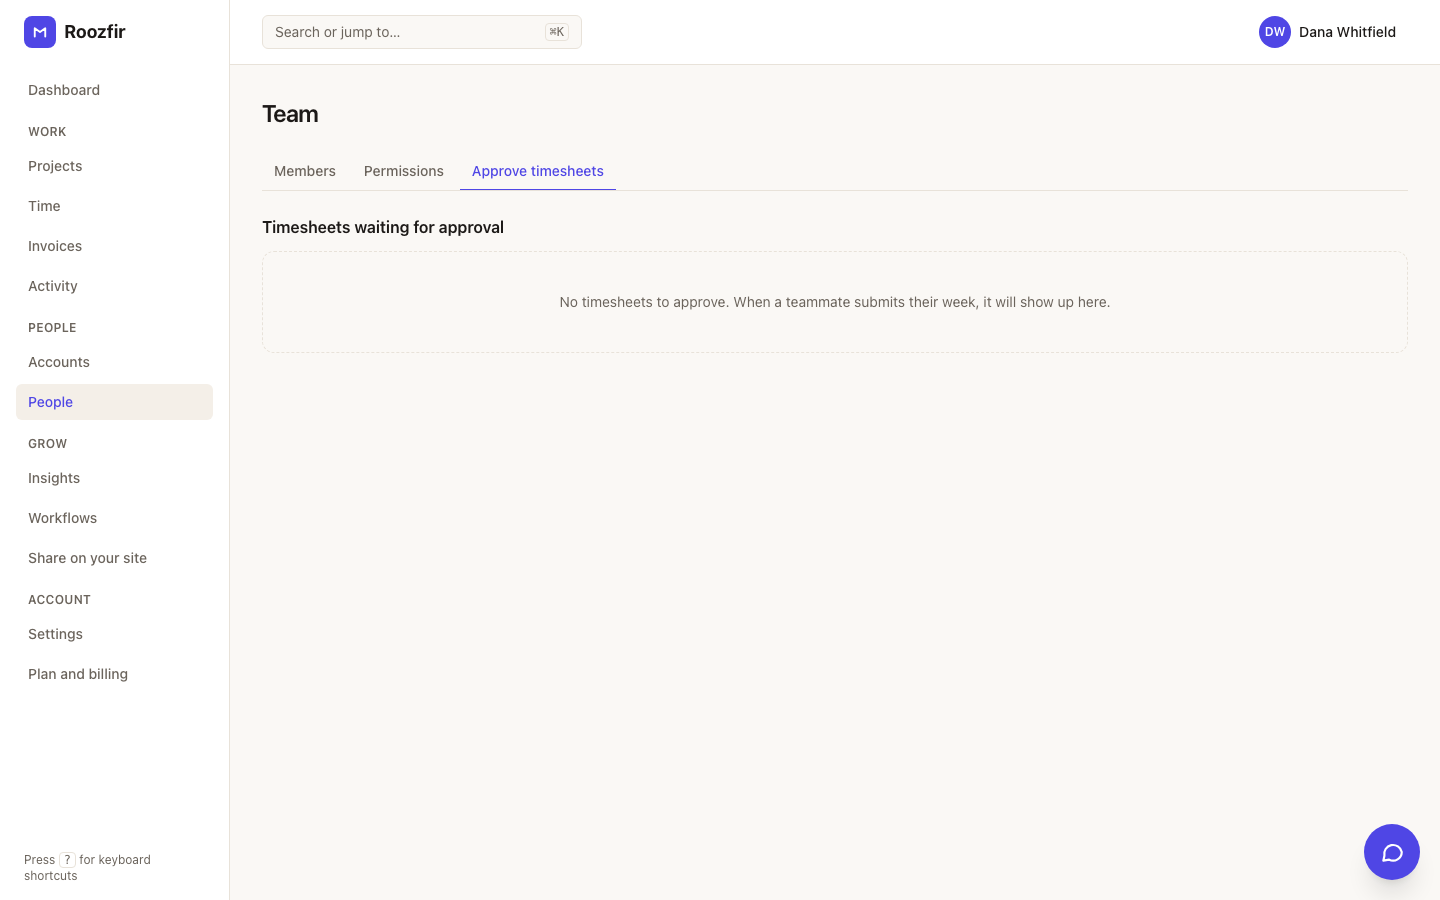 Roozfir
Search or jump to...
⌘K
DW
Dana Whitfield
Dashboard
WORK
Projects
Time
Invoices
Activity
PEOPLE
Accounts
People
GROW
Insights
Workflows
Share on your site
ACCOUNT
Settings
Plan and billing
Press ? for keyboard
shortcuts
Team
Members
Permissions
Approve timesheets
Timesheets waiting for approval
No timesheets to approve. When a teammate submits their week, it will show up here.